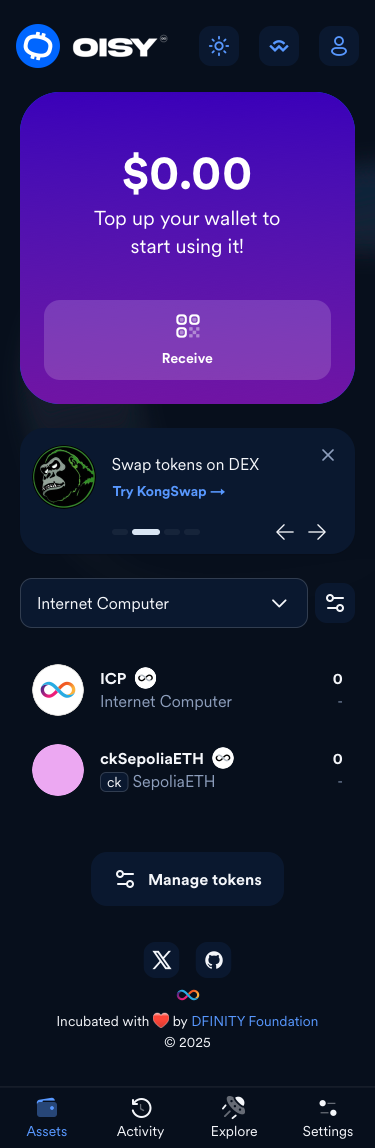 OISY
$0.00
Top up your wallet to
start using it!
Receive
Swap tokens on DEX
Try KongSwap →
Internet Computer
ICP 0
Internet Computer -
ckSepoliaETH 0
ck SepoliaETH -
Manage tokens
Incubated with ❤️ by DFINITY Foundation
© 2025
Assets Activity Explore Settings